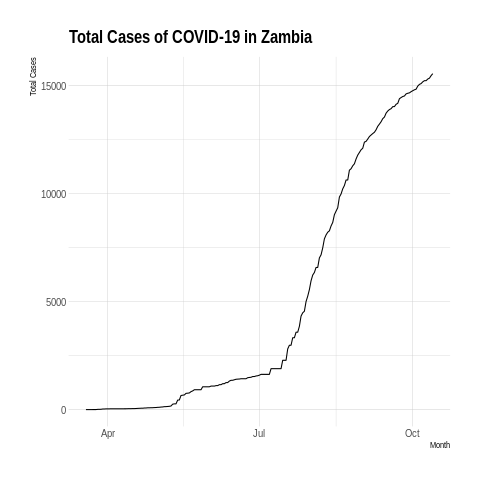 Total Cases of COVID-19 in Zambia
Total Cases
15000
10000
5000
0
Apr
Jul
Oct
Month